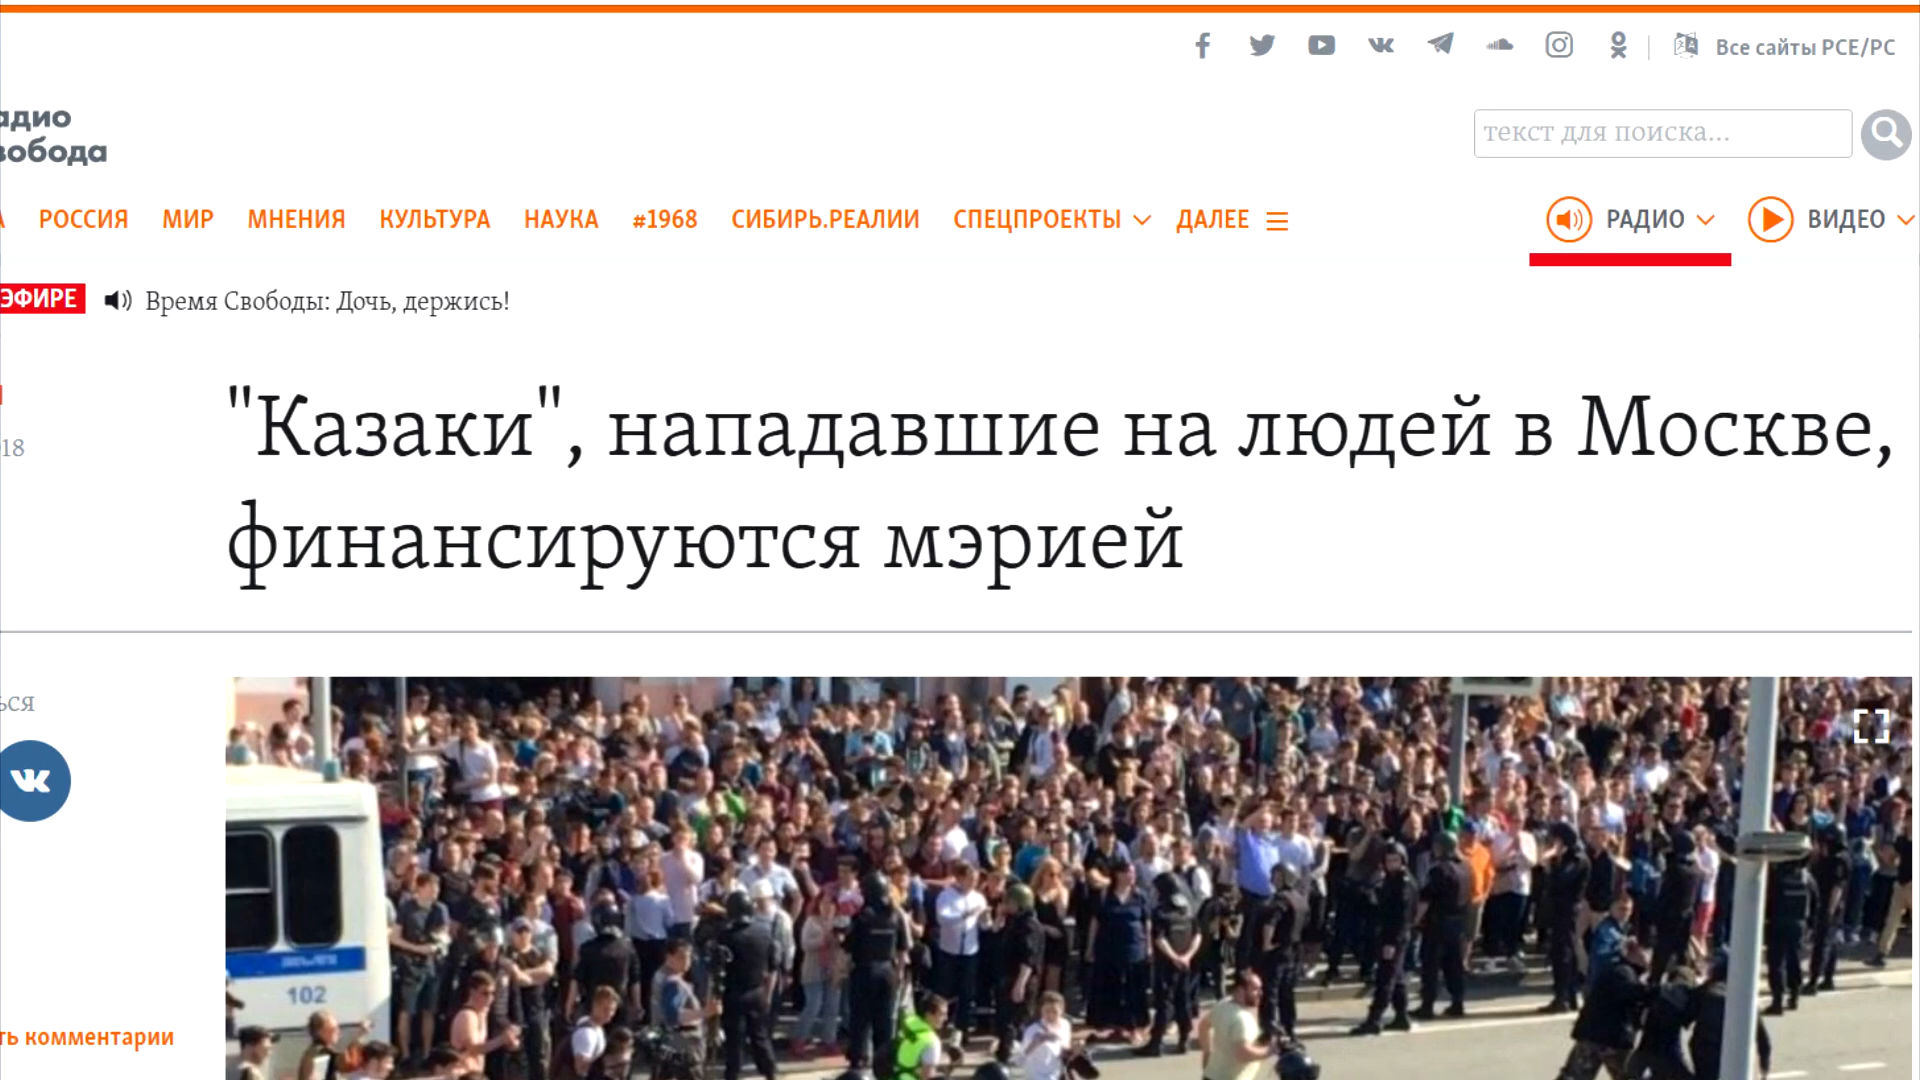 Все сайты РСЕ/РС
адио
вобода
текст для поиска...
РОССИЯ МИР МНЕНИЯ КУЛЬТУРА НАУКА #1968 СИБИРЬ.РЕАЛИИ СПЕЦПРОЕКТЫ ДАЛЕЕ РАДИО ВИДЕО
ЭФИРЕ Время Свободы: Дочь, держись!
"Казаки", нападавшие на людей в Москве,
18
финансируются мэрией
ься
102
ть комментарии